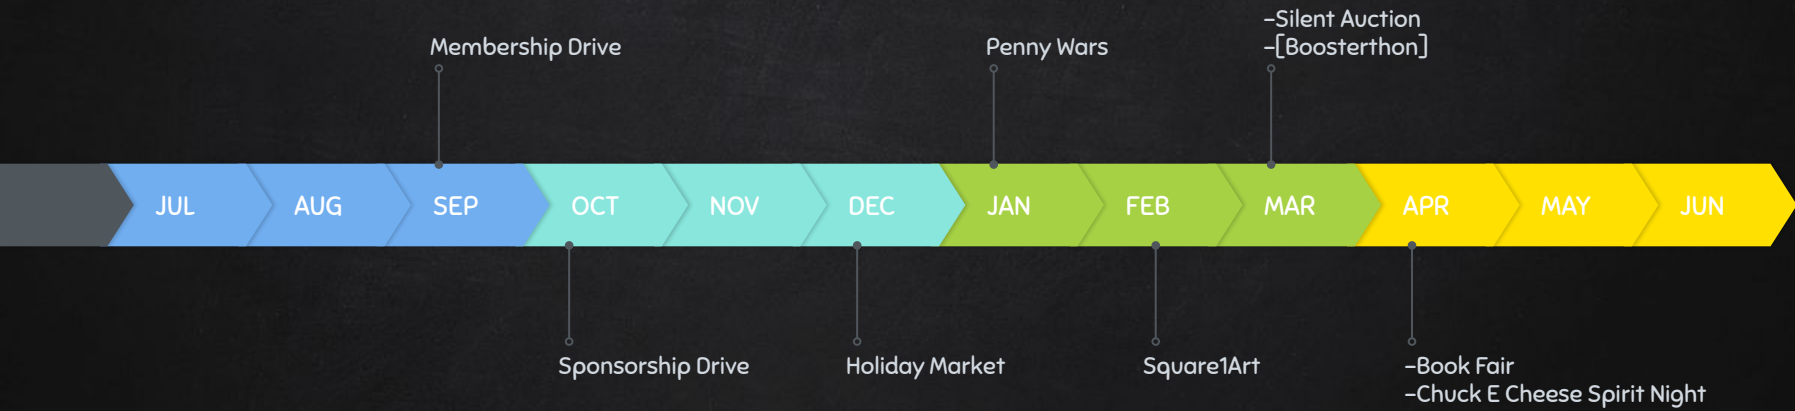 -Silent Auction
Membership Drive
Penny Wars
-[Boosterthon]
JUL
AUG
SEP
OCT
NOV
DEC
JAN
FEB
MAR
APR
MAY
JUN
Sponsorship Drive
Holiday Market
Square1Art
-Book Fair
-Chuck E Cheese Spirit Night